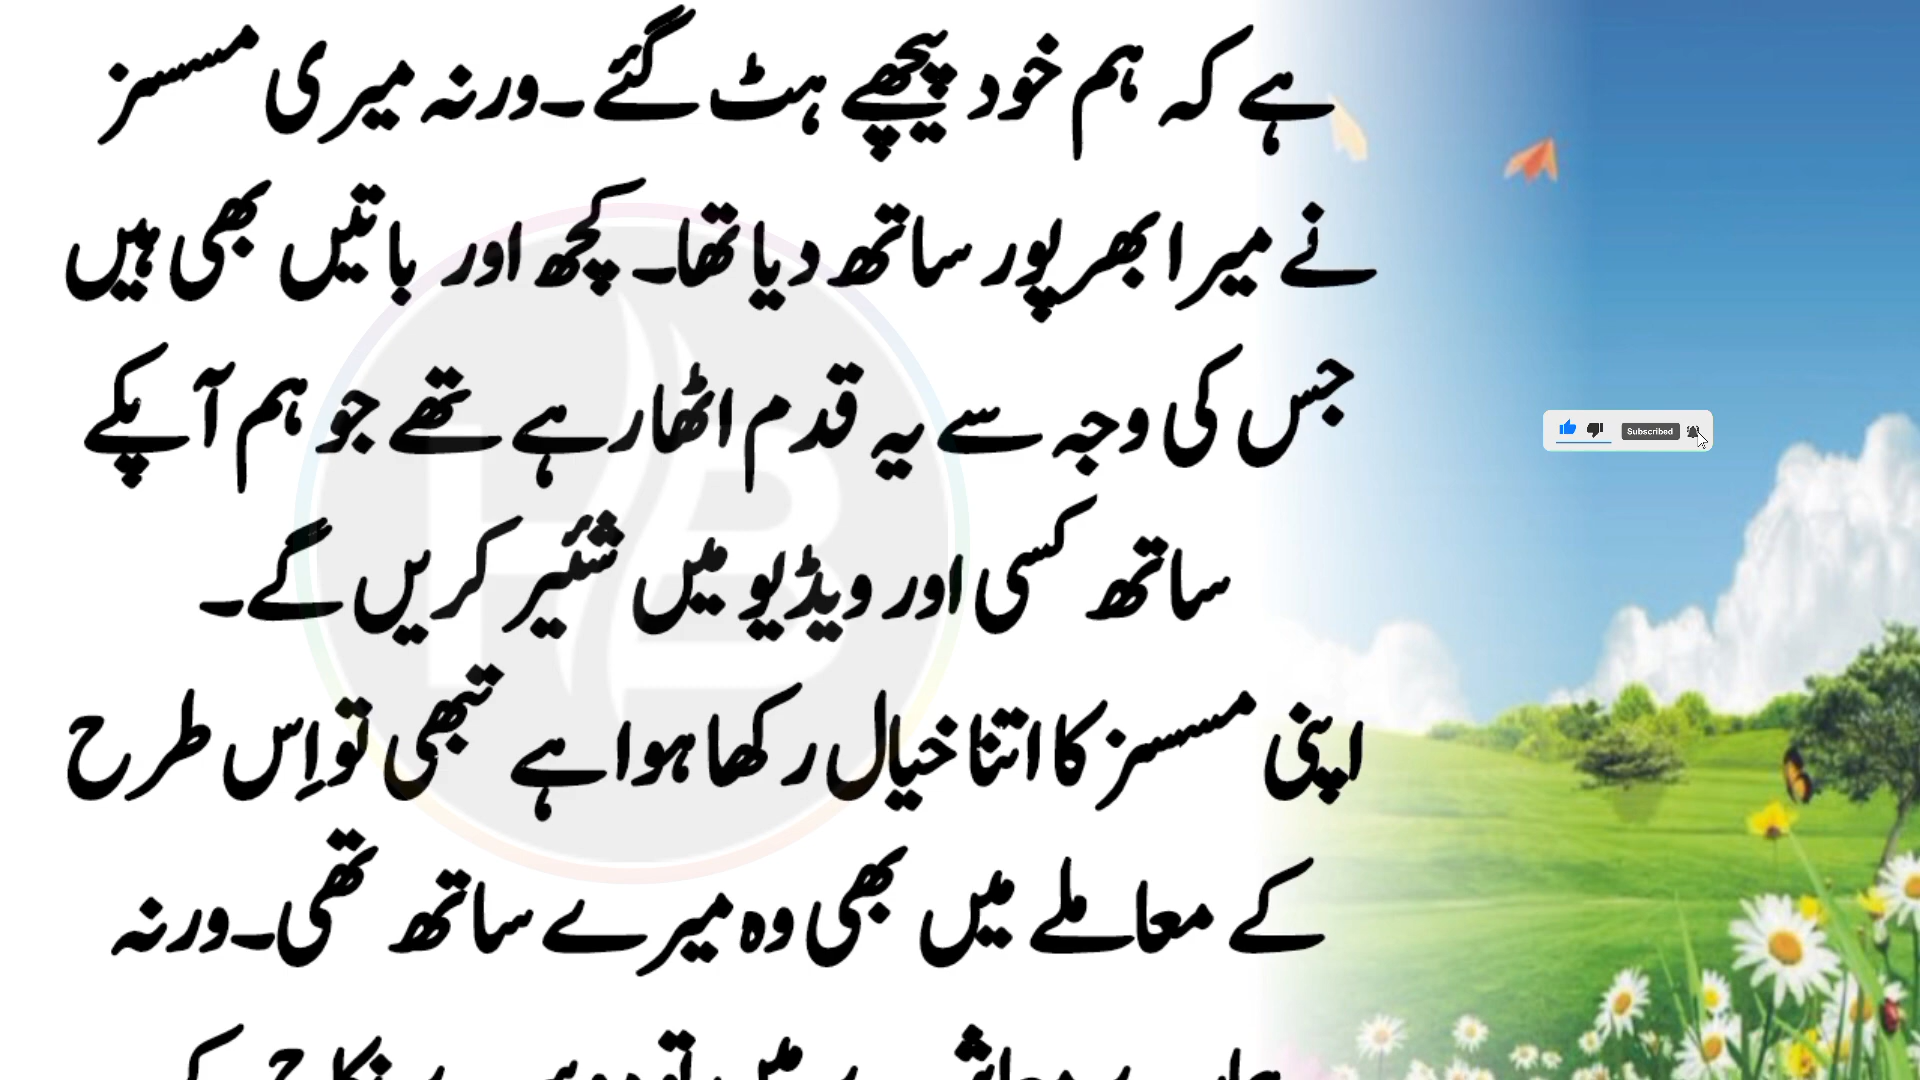 ہے کہ ہم خود پیچھے ہٹ گئے۔ورنہ میری مسسز
نے میرا بھرپور ساتھ دیا تھا۔ کچھ اور باتیں بھی ہیں
جس کی وجہ سے یہ قدم اٹھا رہے تھے جو ہم آپکے
ساتھ کسی اور ویڈیو میں شئیر کریں گے۔
اپنی مسسز کا اتنا خیال رکھا ہوا ہے تبھی تو اِس طرح
کے معاملے میں بھی وہ میرے ساتھ تھی۔ورنہ
Subscribed